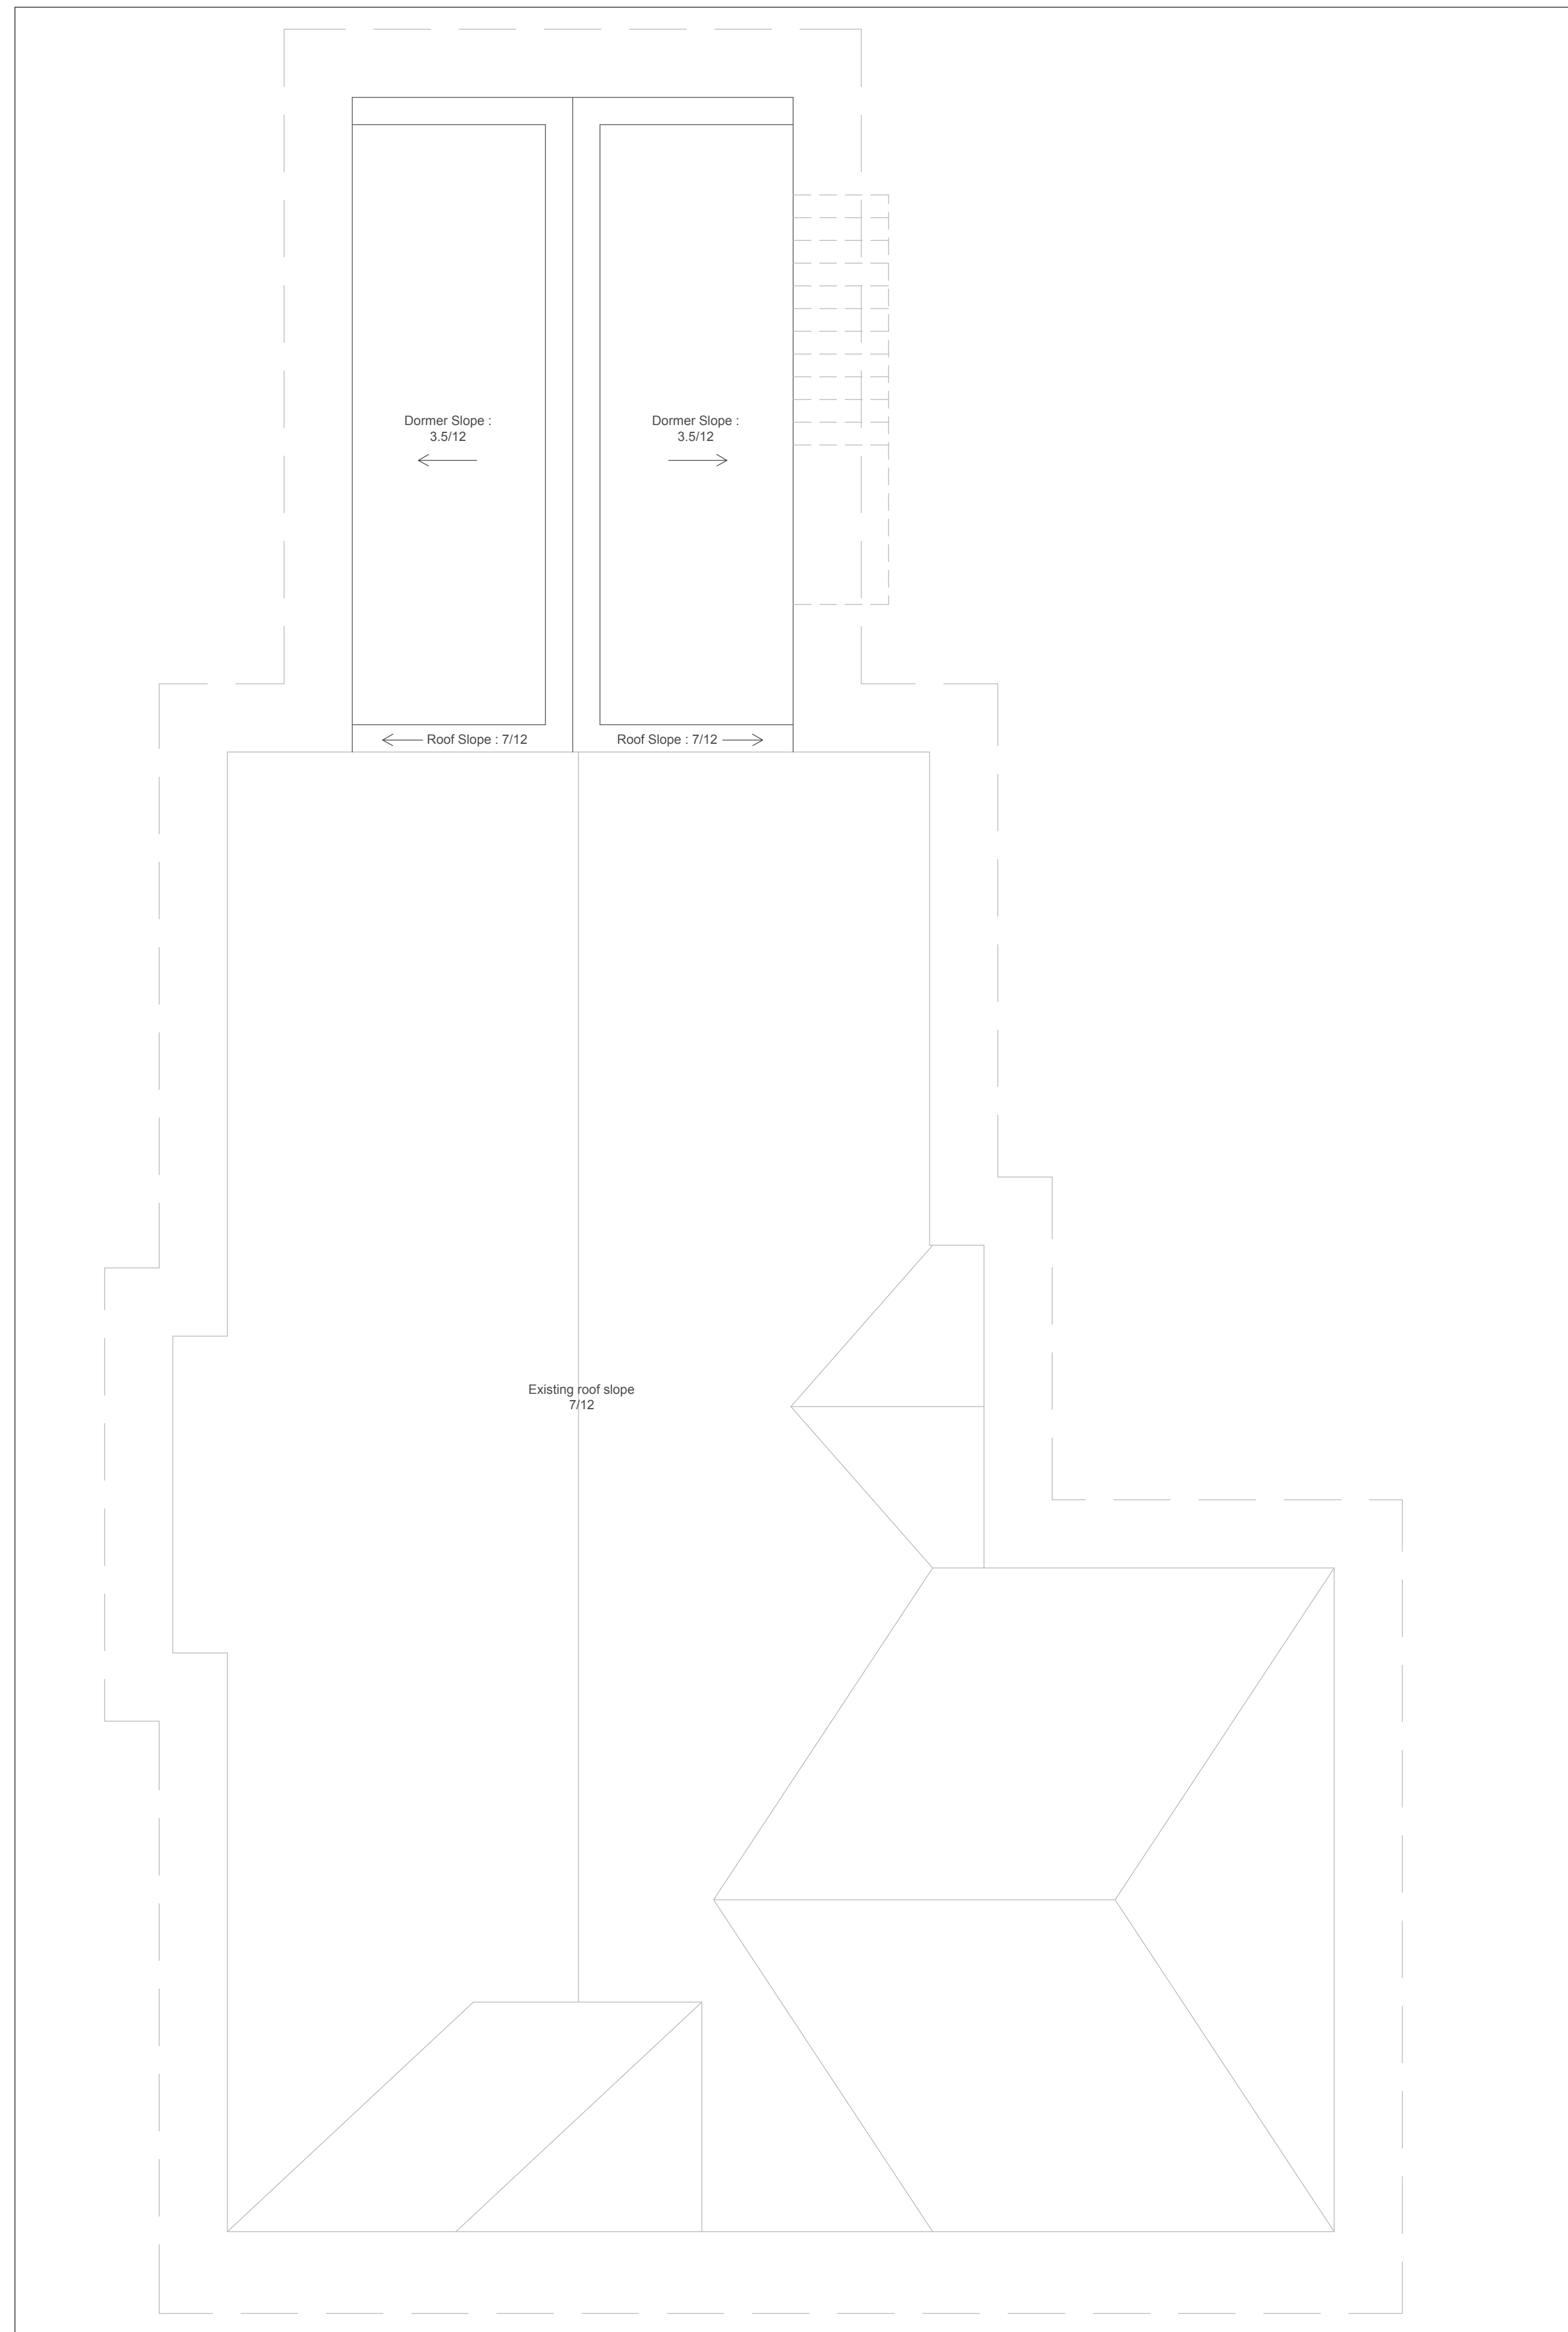 Dormer Slope :
3.5/12
Dormer Slope :
3.5/12
Roof Slope : 7/12
Roof Slope : 7/12
Existing roof slope
7/12